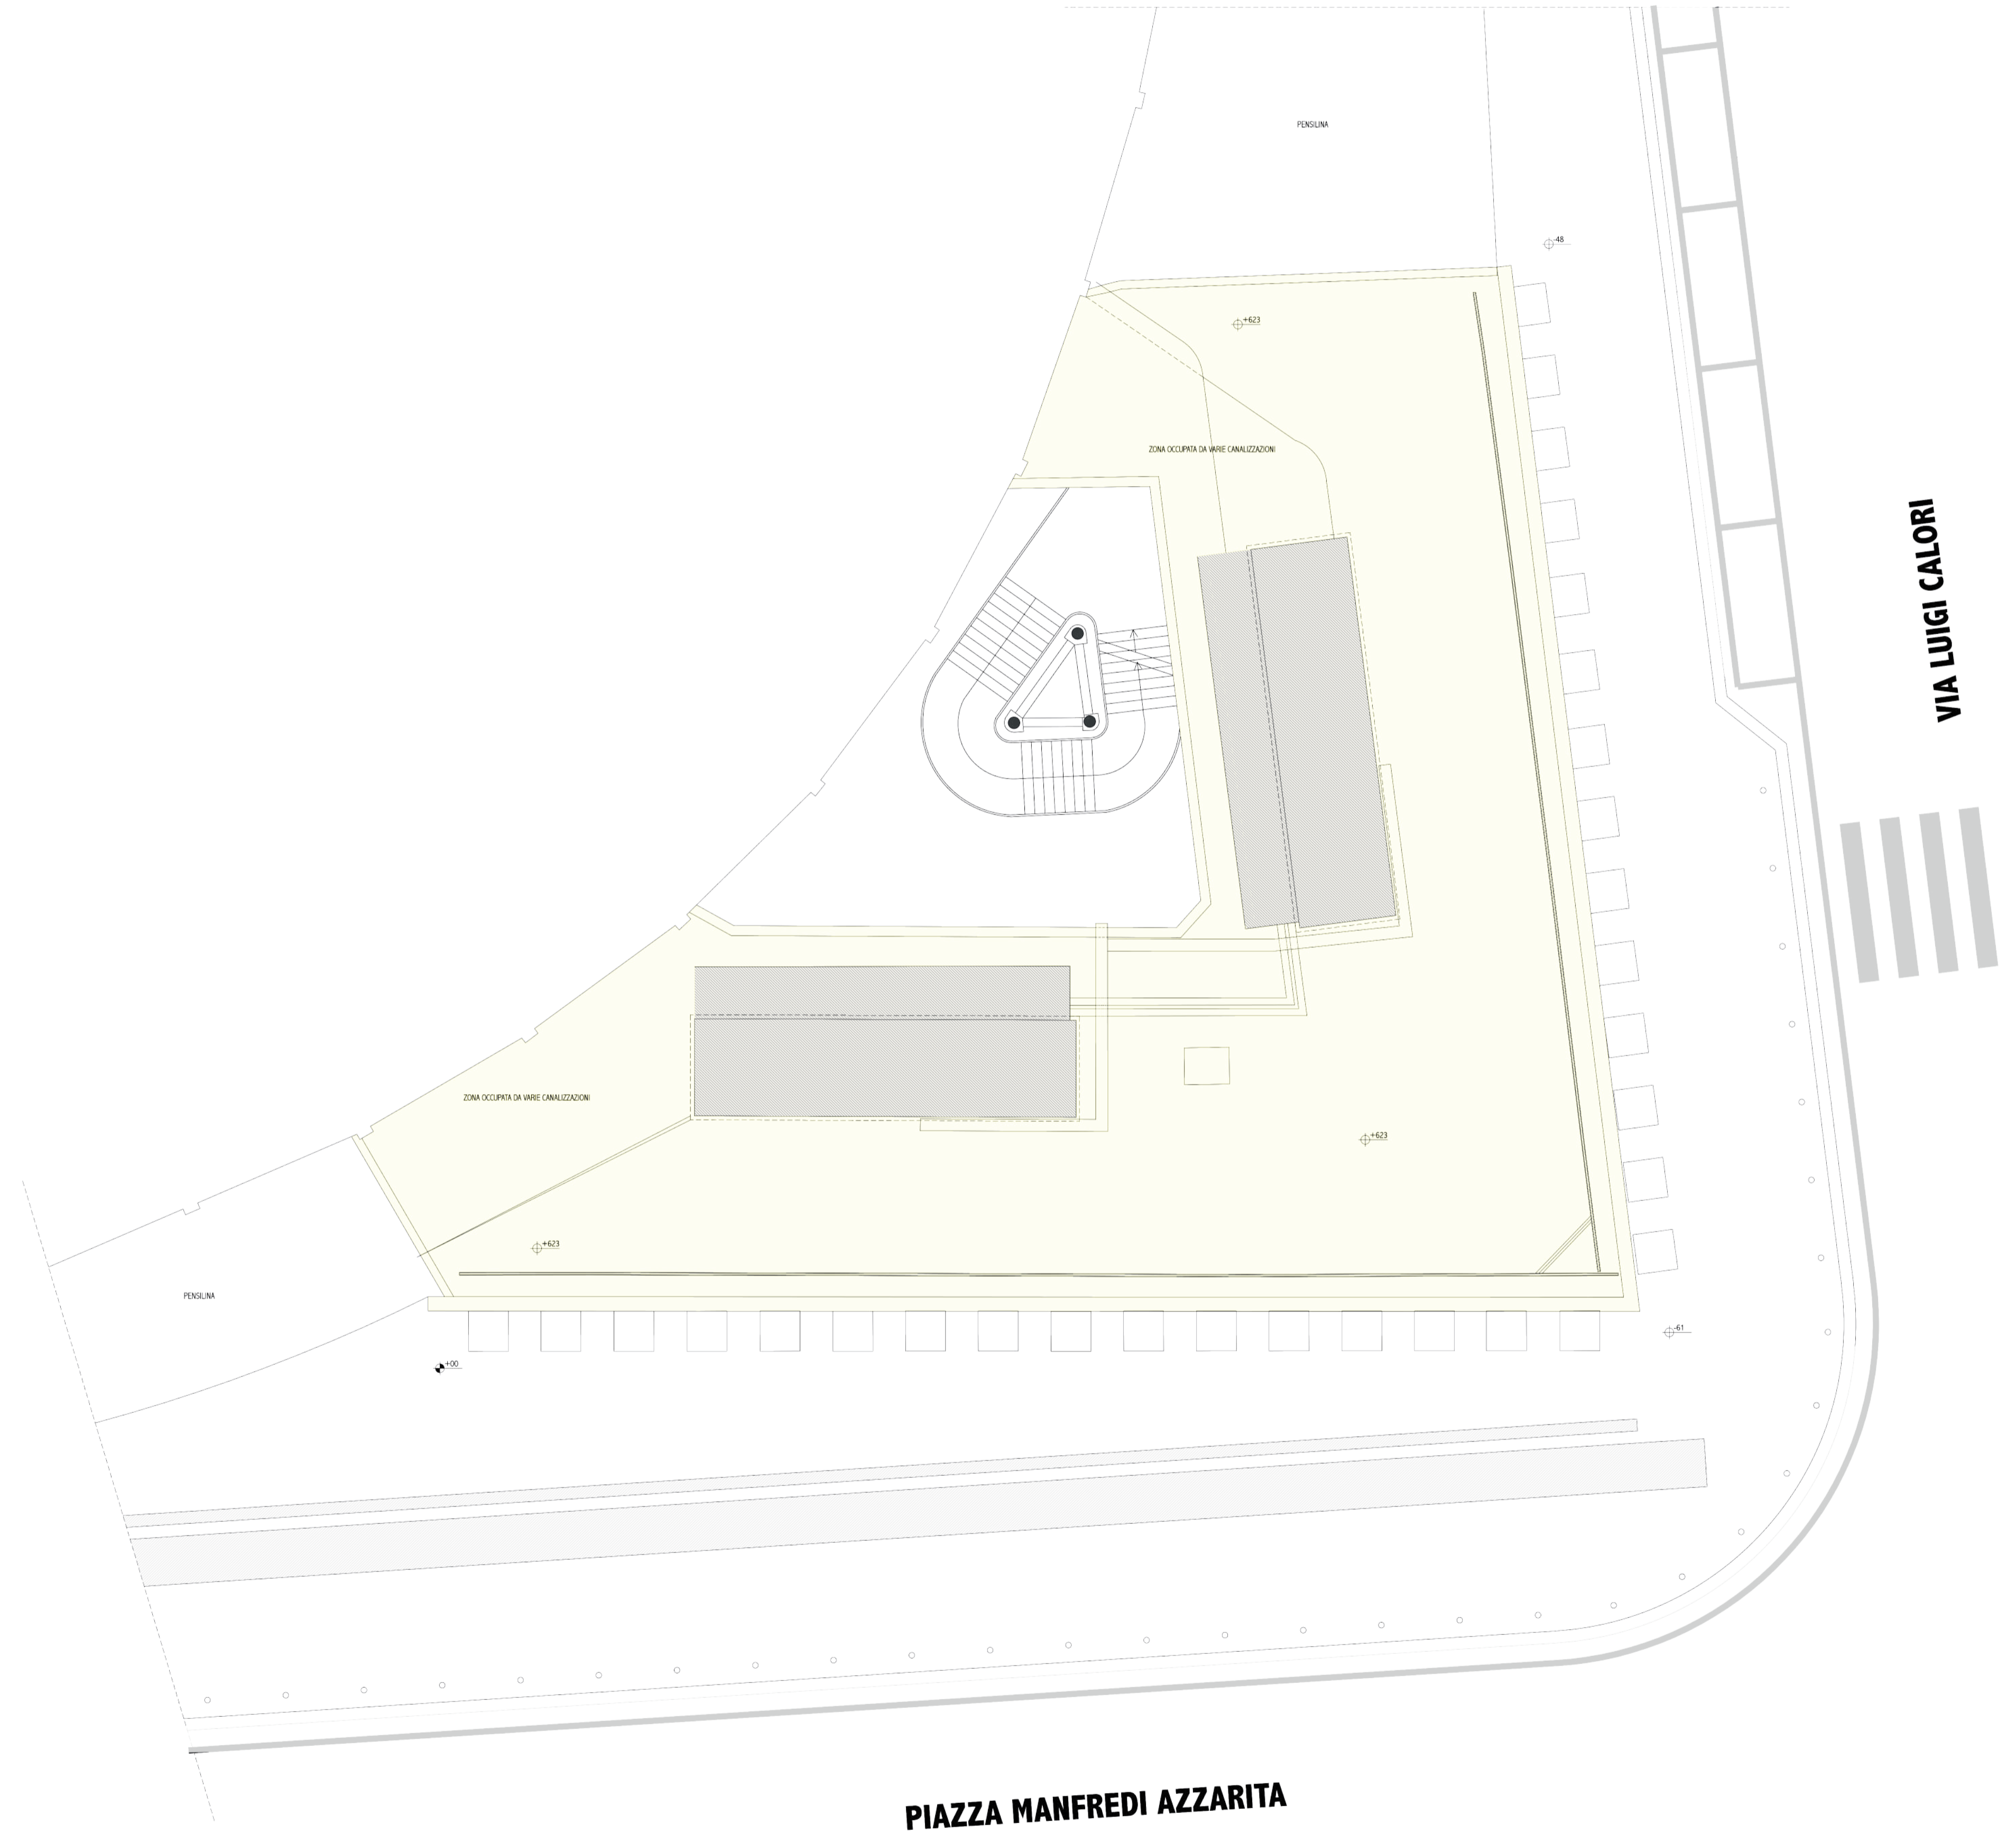 PENSILINA
-48
+623
ZONA OCCUPATA DA VARIE CANALIZZAZIONI
VIA LUIGI CALORI
ZONA OCCUPATA DA VARIE CANALIZZAZIONI
+623
+623
PENSILINA
-61
+00
PIAZZA MANFREDI AZZARITA